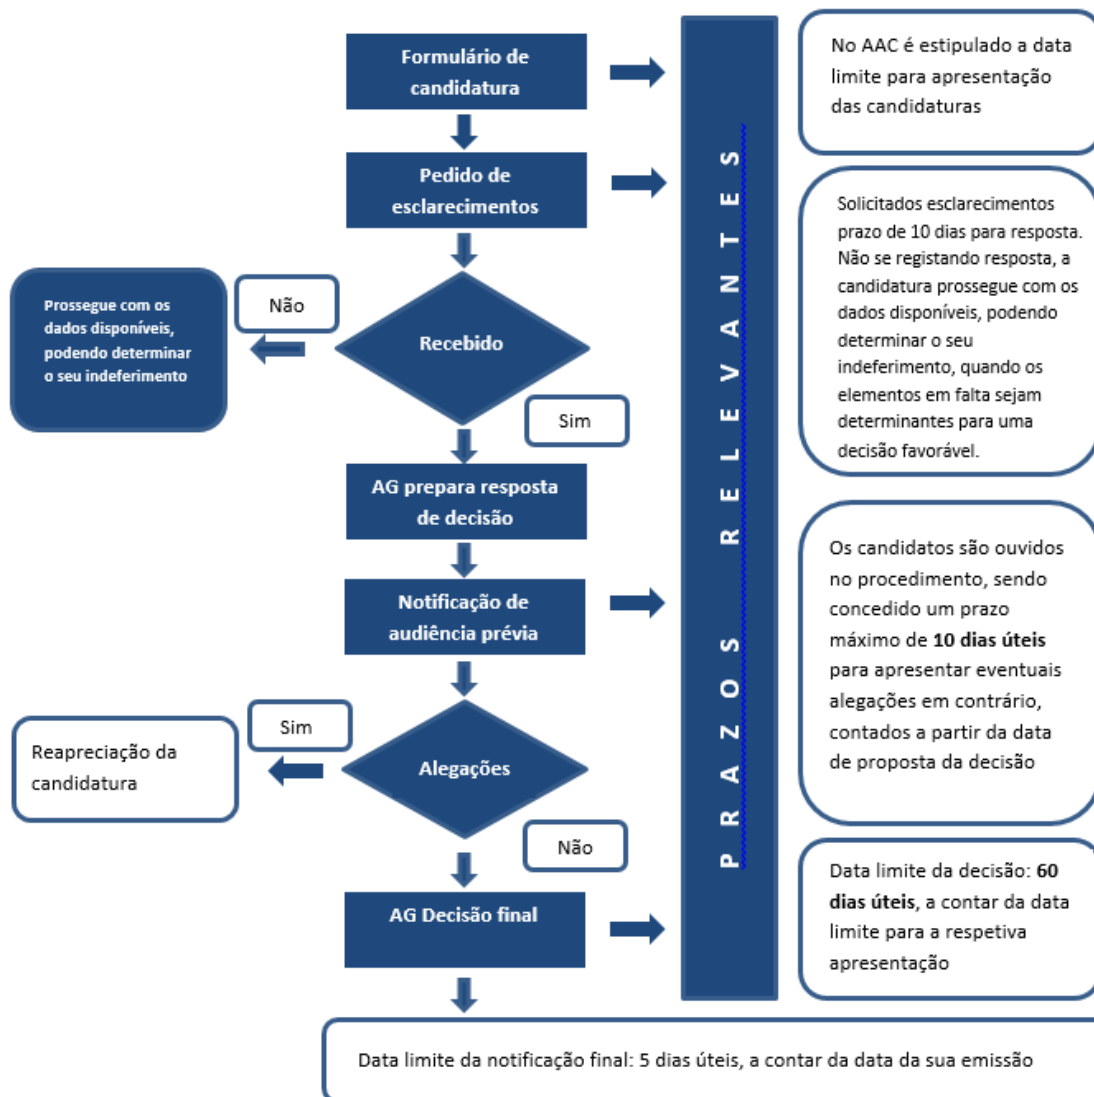 Formulário de
candidatura
No AAC é estipulado a data
limite para apresentação
das candidaturas
Pedido de
esclarecimentos
Solicitados esclarecimentos
prazo de 10 dias para resposta.
Não se registando resposta, a
candidatura prossegue com os
dados disponíveis, podendo
determinar o seu
indeferimento, quando os
elementos em falta sejam
determinantes para uma
decisão favorável.
Não
Prossegue com os
dados disponíveis,
podendo determinar
o seu indeferimento
Recebido
Sim
AG prepara resposta
de decisão
Notificação de
audiência prévia
Os candidatos são ouvidos
no procedimento, sendo
concedido um prazo
máximo de 10 dias úteis
para apresentar eventuais
alegações em contrário,
contados a partir da data
de proposta da decisão
Sim
Reapreciação da
candidatura
Alegações
Não
AG Decisão final
Data limite da decisão: 60
dias úteis, a contar da data
limite para a respetiva
apresentação
PRAZOS RELEVANTES
Data limite da notificação final: 5 dias úteis, a contar da data da sua emissão